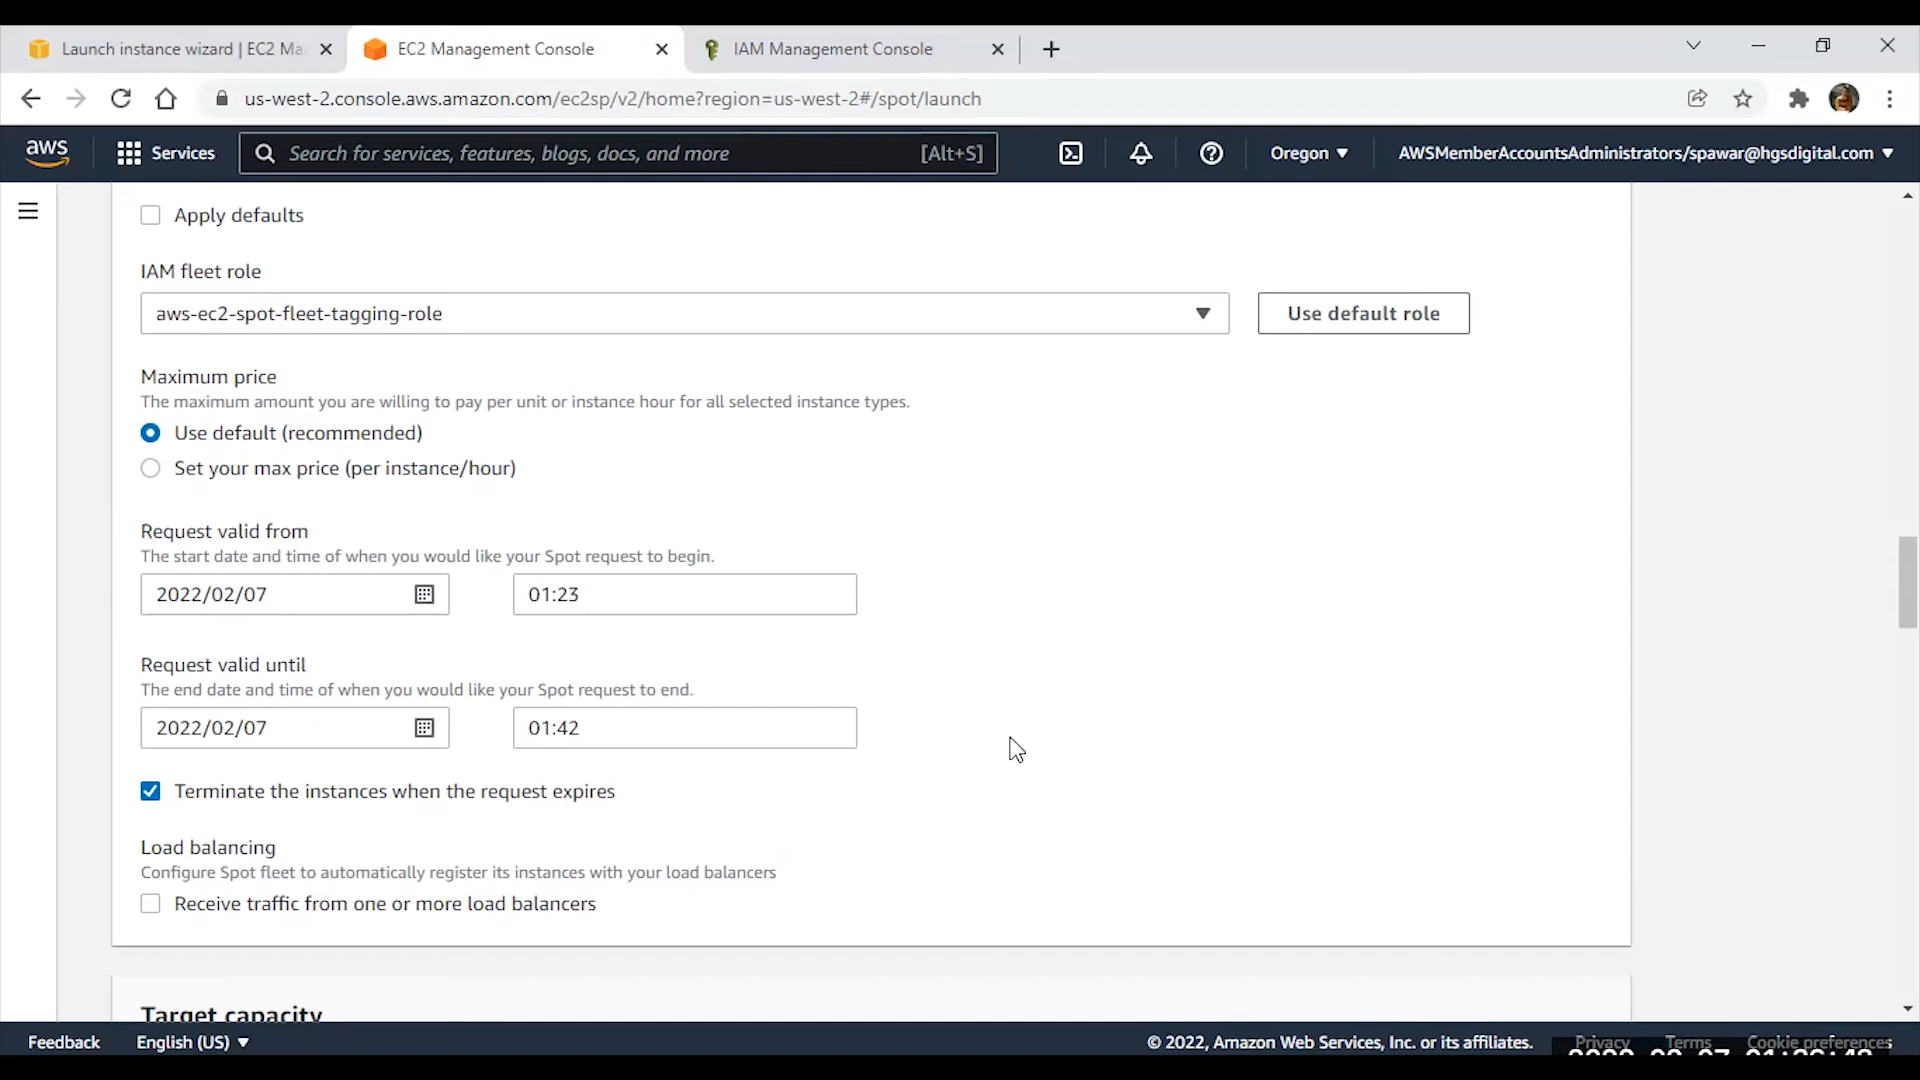 Launch instance wizard | EC2 Ma
EC2 Management Console
IAM Management Console
us-west-2.console.aws.amazon.com/ec2sp/v2/home?region=us-west-2#/spot/launch
aws
Services
Search for services, features, blogs, docs, and more
[Alt+S]
Oregon
AWSMemberAccountsAdministrators/spawar@hgsdigital.com
Apply defaults
IAM fleet role
aws-ec2-spot-fleet-tagging-role
Use default role
Maximum price
The maximum amount you are willing to pay per unit or instance hour for all selected instance types.
Use default (recommended)
Set your max price (per instance/hour)
Request valid from
The start date and time of when you would like your Spot request to begin.
2022/02/07
01:23
Request valid until
The end date and time of when you would like your Spot request to end.
2022/02/07
01:42
Terminate the instances when the request expires
Load balancing
Configure Spot fleet to automatically register its instances with your load balancers
Receive traffic from one or more load balancers
Target capacity
Feedback
English (US)
© 2022, Amazon Web Services, Inc. or its affiliates.
Privacy
Terms
Cookie preferences